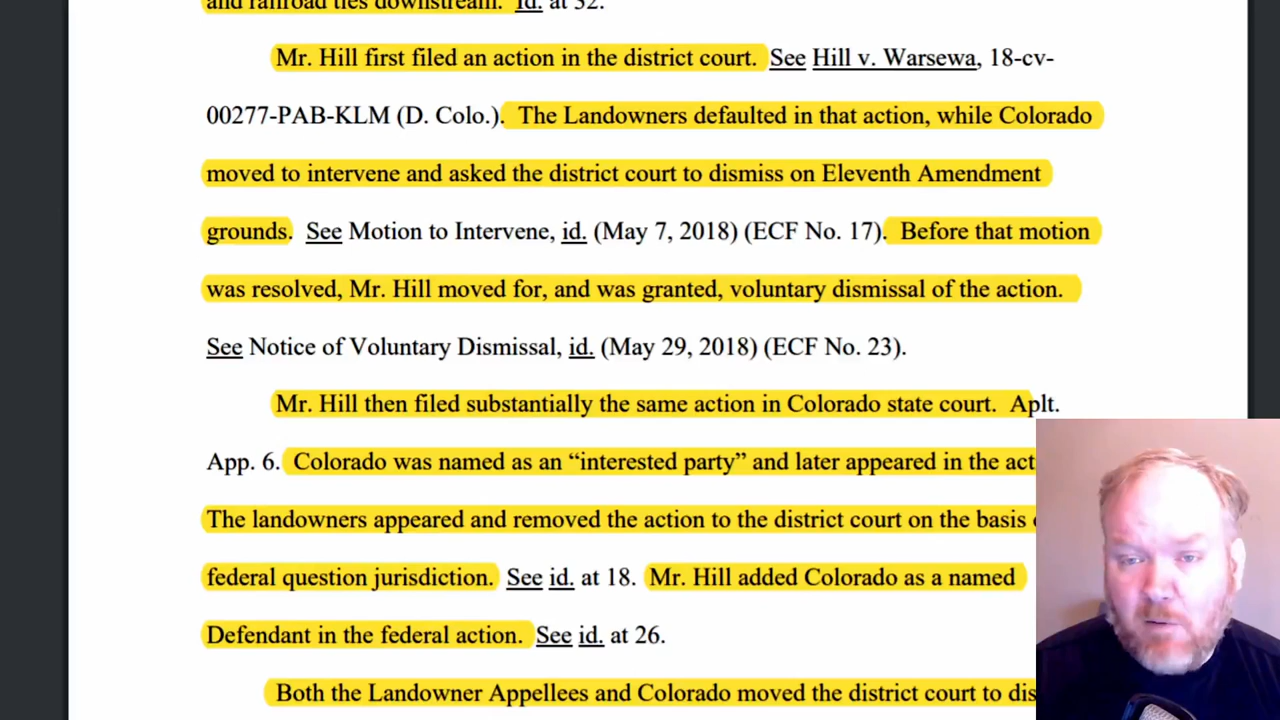 and railroad ties downstream. Id. at 32.
Mr. Hill first filed an action in the district court. See Hill v. Warsewa, 18-cv-
00277-PAB-KLM (D. Colo.). The Landowners defaulted in that action, while Colorado
moved to intervene and asked the district court to dismiss on Eleventh Amendment
grounds. See Motion to Intervene, id. (May 7, 2018) (ECF No. 17). Before that motion
was resolved, Mr. Hill moved for, and was granted, voluntary dismissal of the action.
See Notice of Voluntary Dismissal, id. (May 29, 2018) (ECF No. 23).
Mr. Hill then filed substantially the same action in Colorado state court. Aplt.
App. 6. Colorado was named as an “interested party” and later appeared in the act
The landowners appeared and removed the action to the district court on the basis
federal question jurisdiction. See id. at 18. Mr. Hill added Colorado as a named
Defendant in the federal action. See id. at 26.
Both the Landowner Appellees and Colorado moved the district court to dis